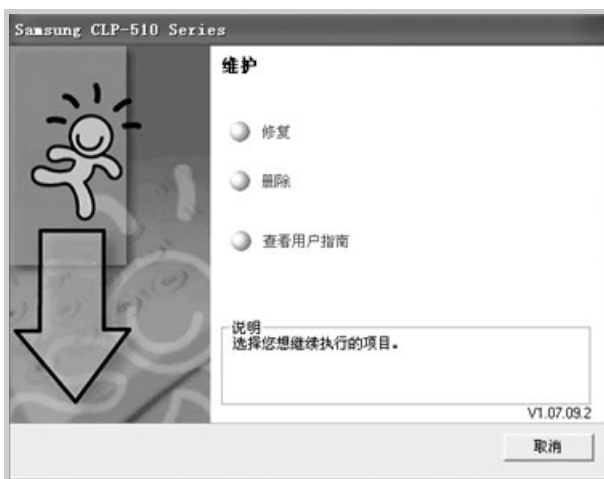 Samsung CLP-510 Series
维护
修复
删除
查看用户指南
说明
选择您想继续执行的项目。
V1.07.09.2
取消